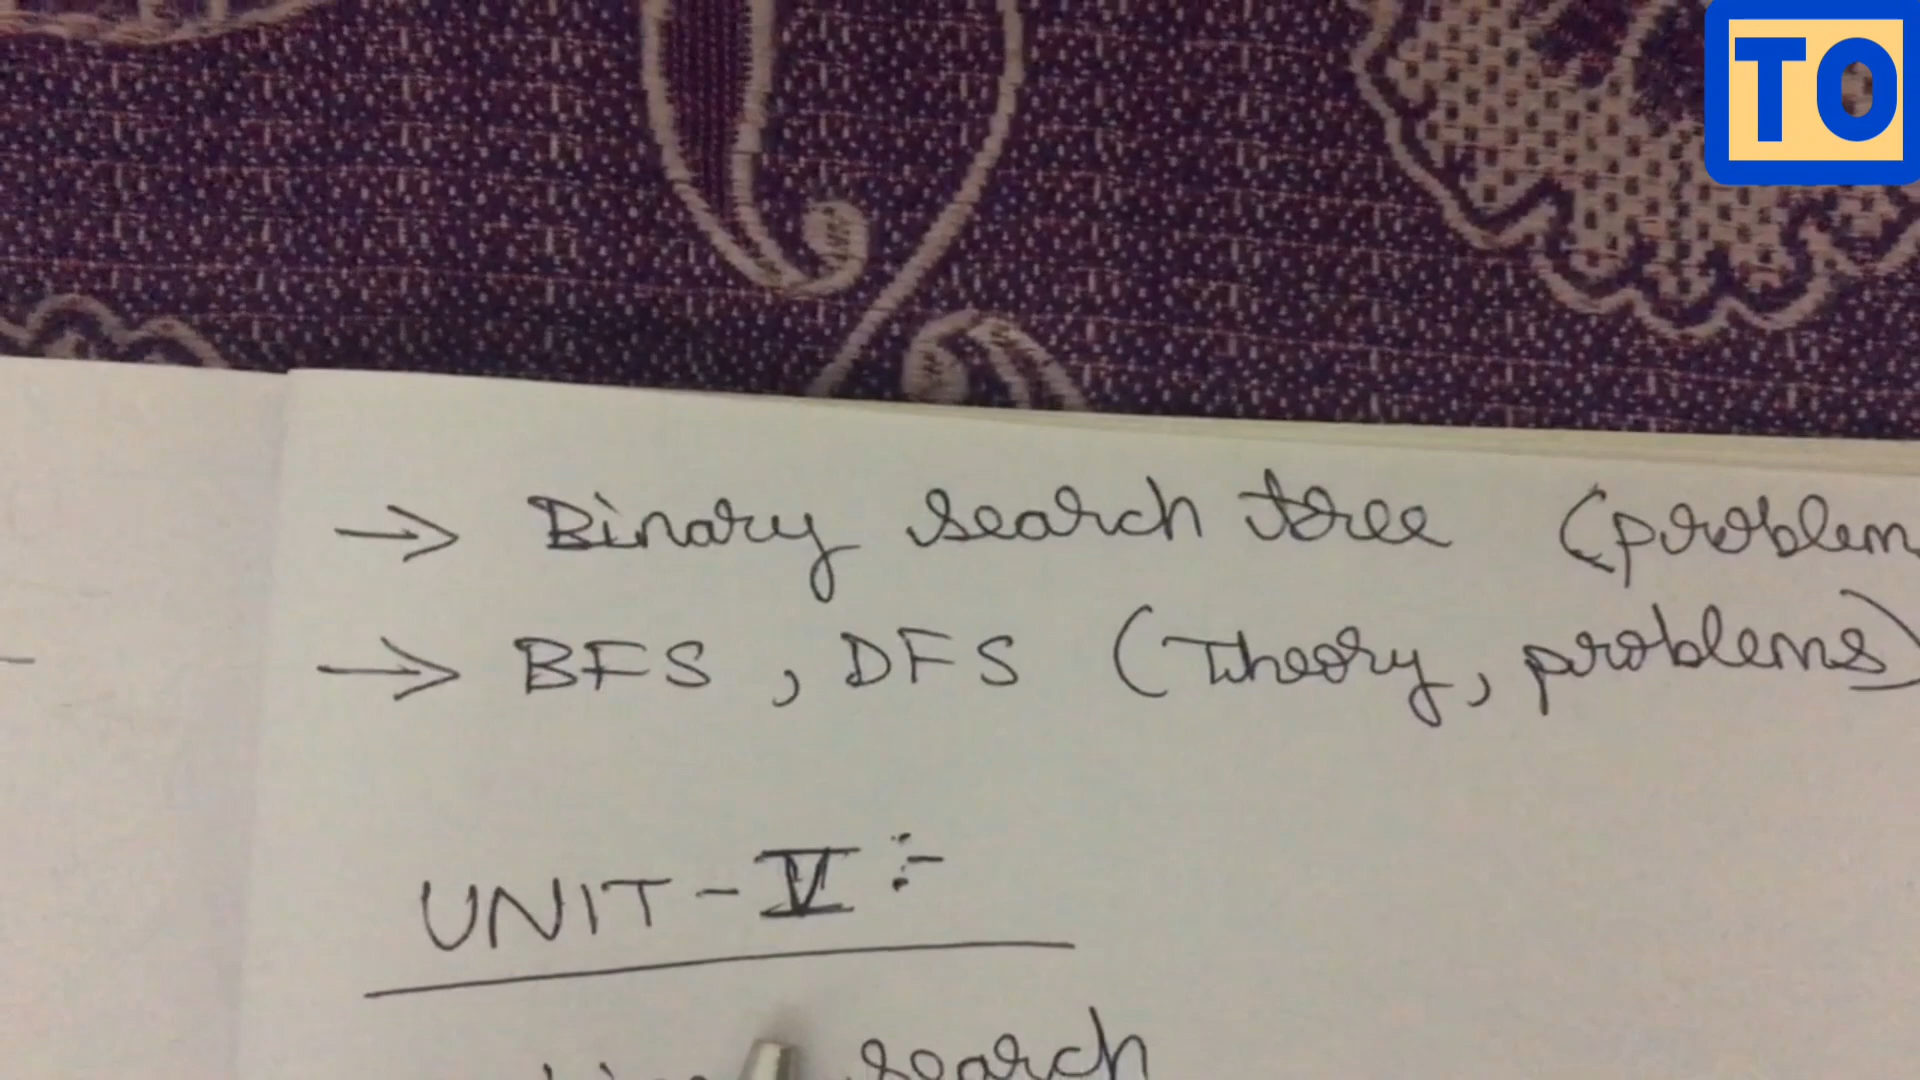 TO
→ Binary search tree (problem
→ BFS, DFS (Theory, problems)
UNIT-V :-
search